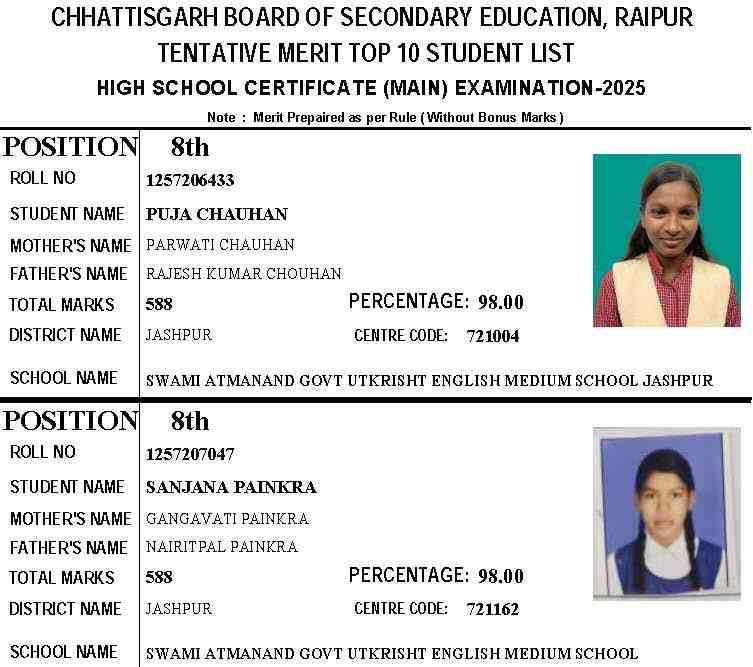 CHHATTISGARH BOARD OF SECONDARY EDUCATION, RAIPUR
TENTATIVE MERIT TOP 10 STUDENT LIST
HIGH SCHOOL CERTIFICATE (MAIN) EXAMINATION-2025
Note : Merit Prepaired as per Rule ( Without Bonus Marks )
POSITION 8th
ROLL NO 1257206433
STUDENT NAME PUJA CHAUHAN
MOTHER'S NAME PARWATI CHAUHAN
FATHER'S NAME RAJESH KUMAR CHOUHAN
TOTAL MARKS 588 PERCENTAGE: 98.00
DISTRICT NAME JASHPUR CENTRE CODE: 721004
SCHOOL NAME SWAMI ATMANAND GOVT UTKRISHT ENGLISH MEDIUM SCHOOL JASHPUR
POSITION 8th
ROLL NO 1257207047
STUDENT NAME SANJANA PAINKRA
MOTHER'S NAME GANGAVATI PAINKRA
FATHER'S NAME NAIRITPAL PAINKRA
TOTAL MARKS 588 PERCENTAGE: 98.00
DISTRICT NAME JASHPUR CENTRE CODE: 721162
SCHOOL NAME SWAMI ATMANAND GOVT UTKRISHT ENGLISH MEDIUM SCHOOL